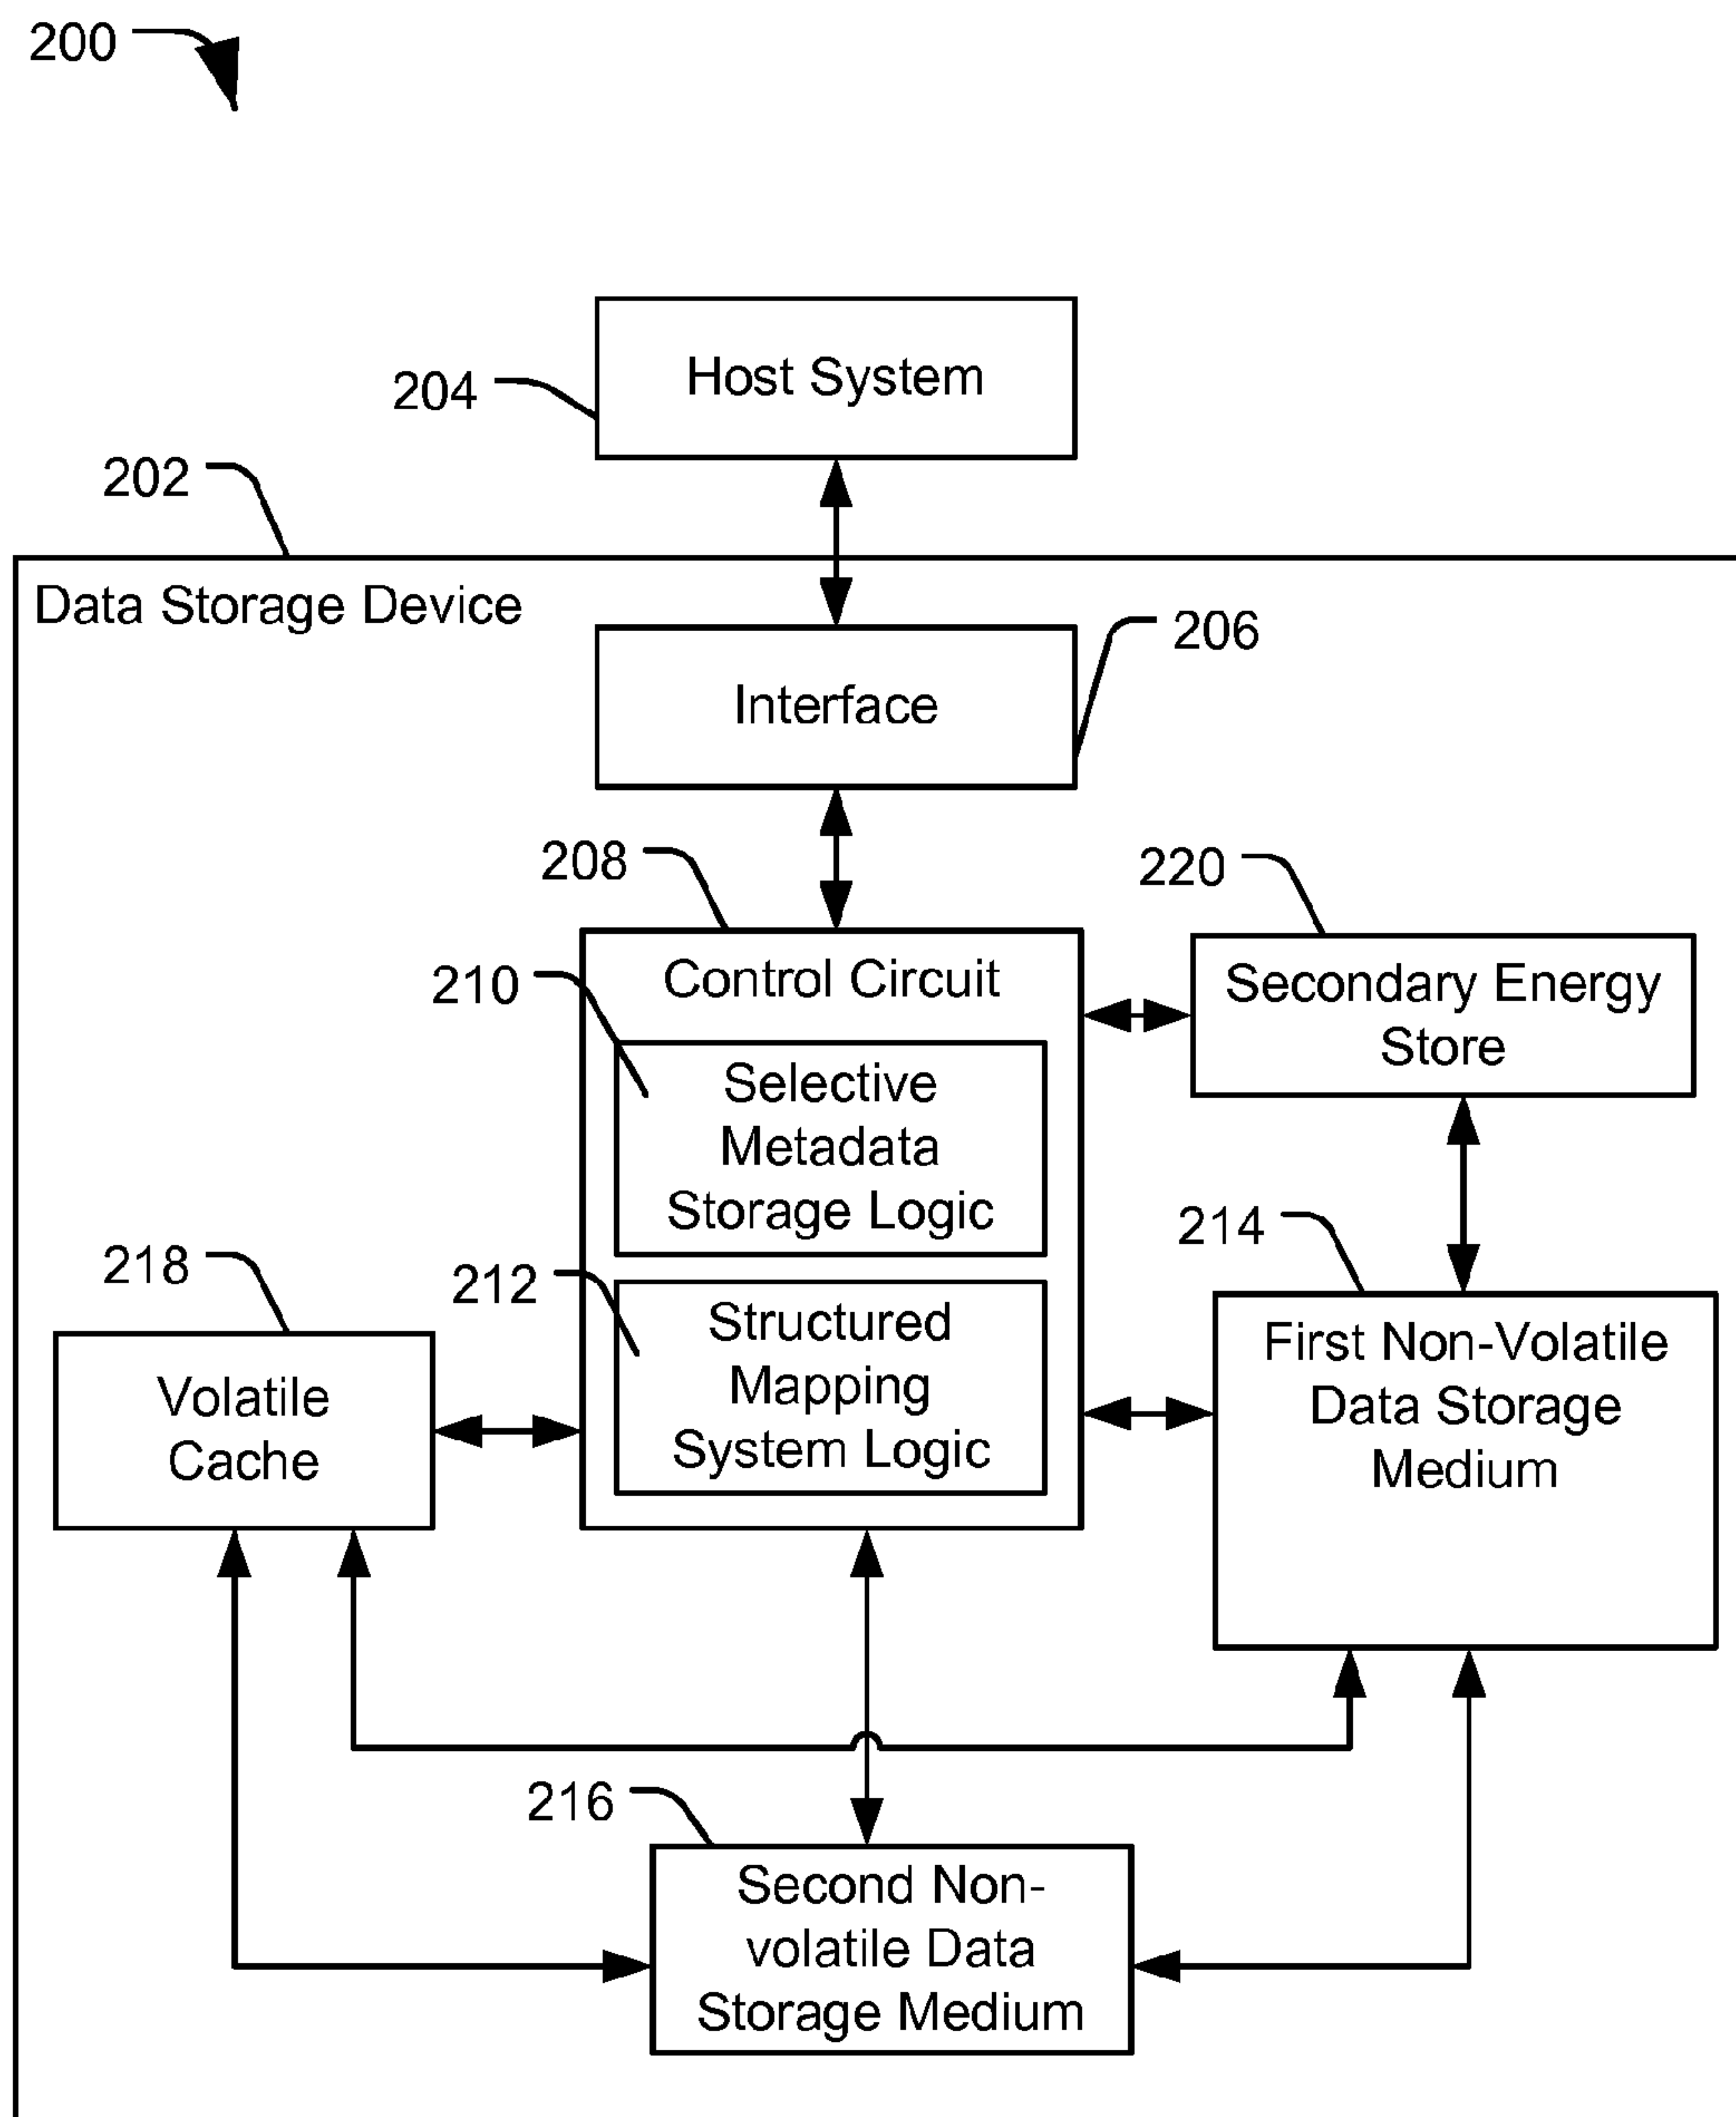 200
Host System
204
202
Data Storage Device
206
Interface
208
220
Control Circuit
210
Secondary Energy
Store
Selective
Metadata
Storage Logic
214
218
212
Structured
Mapping
System Logic
First Non-Volatile
Data Storage
Medium
Volatile
Cache
216
Second Non-
volatile Data
Storage Medium